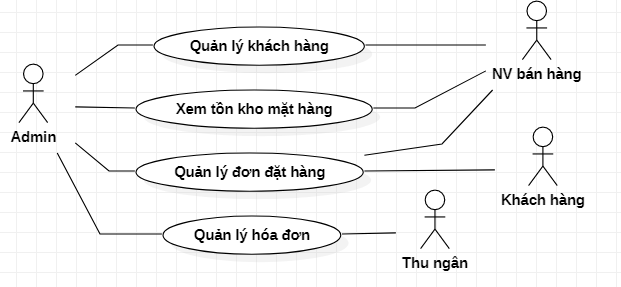 Quản lý khách hàng
NV bán hàng
Xem tồn kho mặt hàng
Admin
Quản lý đơn đặt hàng
Khách hàng
Quản lý hóa đơn
Thu ngân